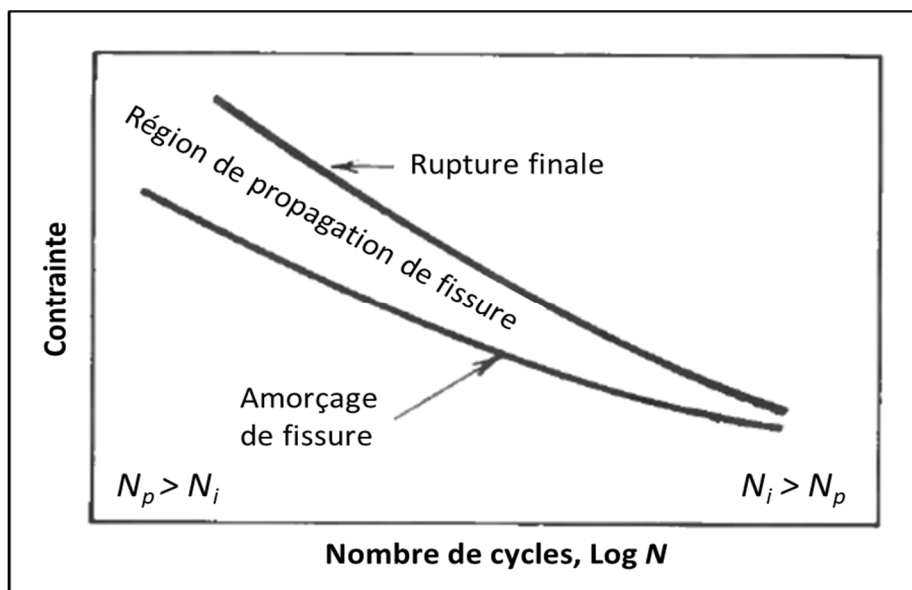 Région de propagation de fissure
Rupture finale
Contrainte
Amorçage
de fissure
Np > Ni
Ni > Np
Nombre de cycles, Log N